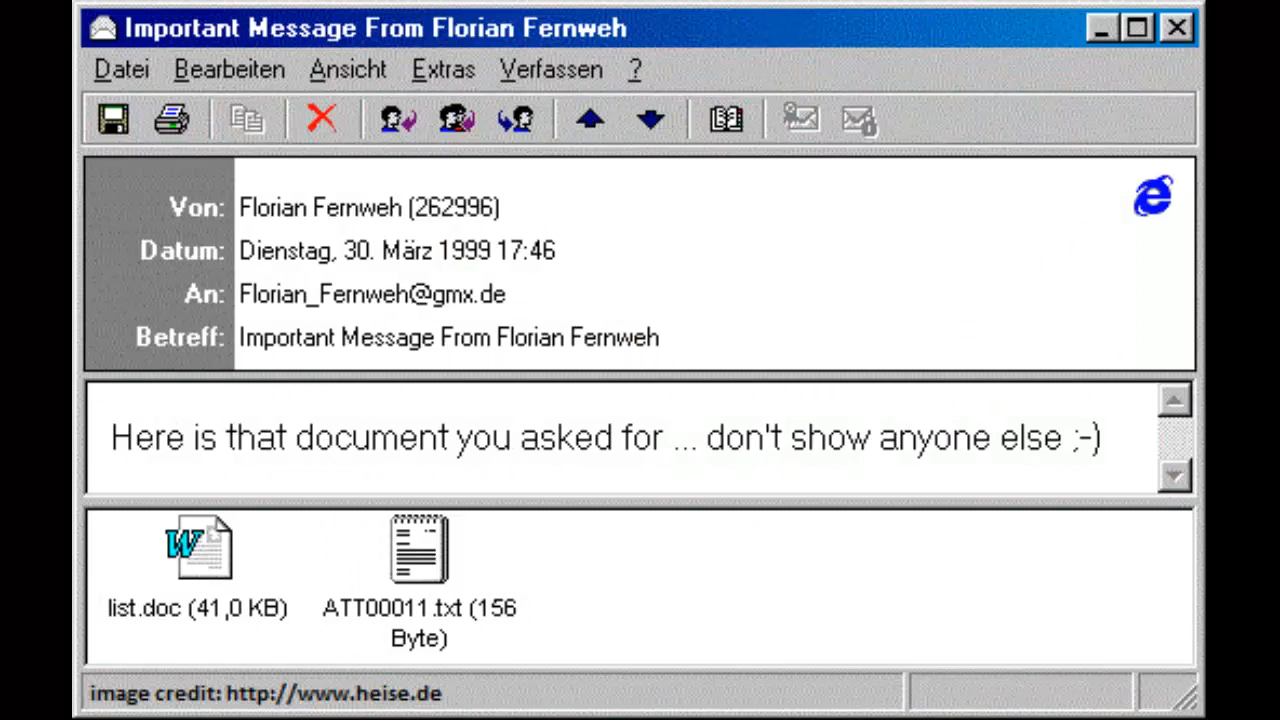 Important Message From Florian Fernweh
Datei Bearbeiten Ansicht Extras Verfassen ?
Von: Florian Fernweh (262996)
Datum: Dienstag, 30. März 1999 17:46
An: Florian_Fernweh@gmx.de
Betreff: Important Message From Florian Fernweh
Here is that document you asked for ... don't show anyone else ;-)
list.doc (41,0 KB) ATT00011.txt (156
Byte)
image credit: http://www.heise.de